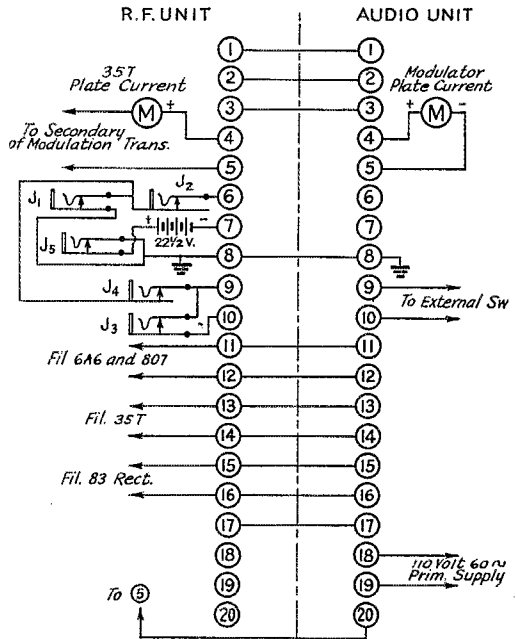 R.F. UNIT AUDIO UNIT
1 1
35T
Plate Current
2 2
Modulator
Plate Current
M +
3 3
+ M -
To Secondary
of Modulation Trans.
4 4
5 5
J1 J2
6 6
+ - 
22½ V.
7 7
J5
8 8
J4
9 9
To External Sw
J3
10 10
11 11
Fil 6A6 and 807
12 12
13 13
Fil. 35T
14 14
15 15
Fil. 83 Rect.
16 16
17 17
18 18
110 Volt 60~
Prim. Supply
19 19
To 5
20 20